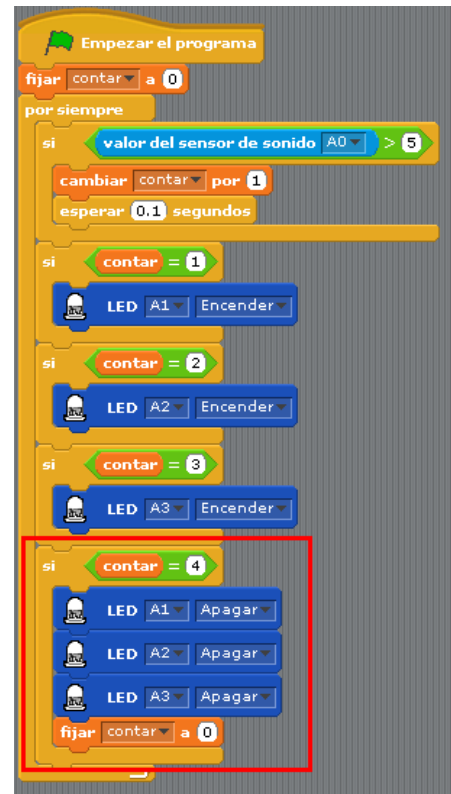 Empezar el programa
fijar contar a 0
por siempre
si valor del sensor de sonido A0 > 5
cambiar contar por 1
esperar 0.1 segundos
si contar = 1
LED A1 Encender
si contar = 2
LED A2 Encender
si contar = 3
LED A3 Encender
si contar = 4
LED A1 Apagar
LED A2 Apagar
LED A3 Apagar
fijar contar a 0